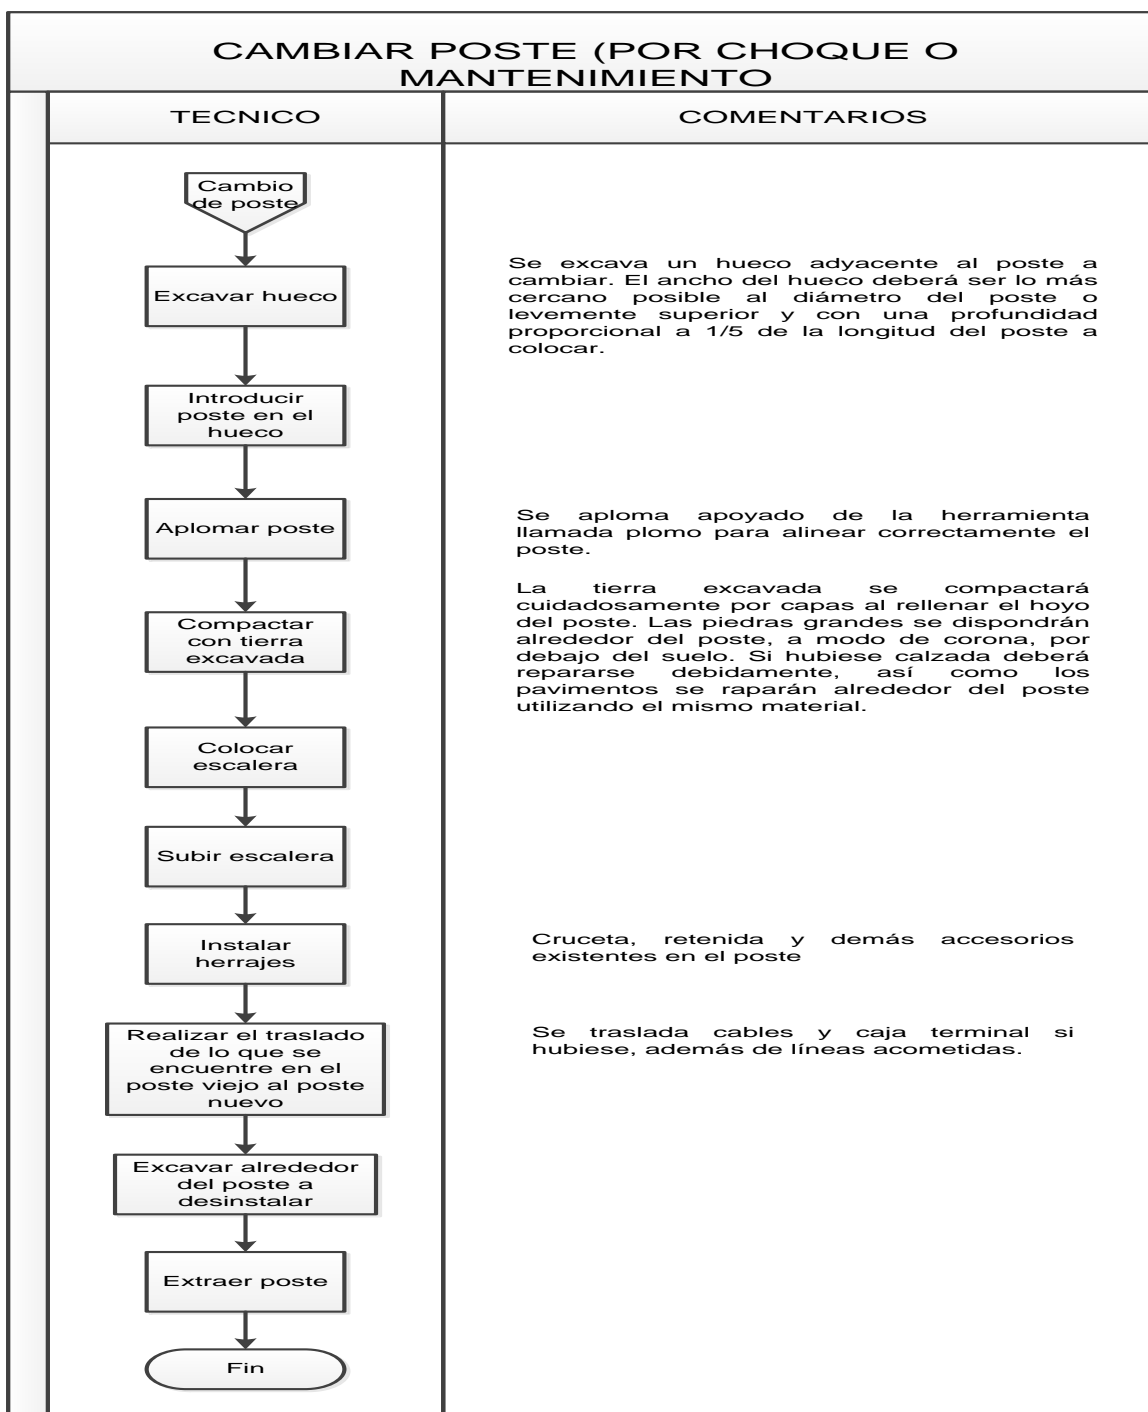 CAMBIAR POSTE (POR CHOQUE O
MANTENIMIENTO
TECNICO
COMENTARIOS
Cambio
de poste
Excavar hueco
Se excava un hueco adyacente al poste a
cambiar. El ancho del hueco deberá ser lo más
cercano posible al diámetro del poste o
levemente superior y con una profundidad
proporcional a 1/5 de la longitud del poste a
colocar.
Introducir
poste en el
hueco
Aplomar poste
Se aploma apoyado de la herramienta
llamada plomo para alinear correctamente el
poste.
Compactar
con tierra
excavada
La tierra excavada se compactará
cuidadosamente por capas al rellenar el hoyo
del poste. Las piedras grandes se dispondrán
alrededor del poste, a modo de corona, por
debajo del suelo. Si hubiese calzada deberá
repararse debidamente, así como los
pavimentos se raparán alrededor del poste
utilizando el mismo material.
Colocar
escalera
Subir escalera
Instalar
herrajes
Cruceta, retenida y demás accesorios
existentes en el poste
Realizar el traslado
de lo que se
encuentre en el
poste viejo al poste
nuevo
Se traslada cables y caja terminal si
hubiese, además de líneas acometidas.
Excavar alrededor
del poste a
desinstalar
Extraer poste
Fin